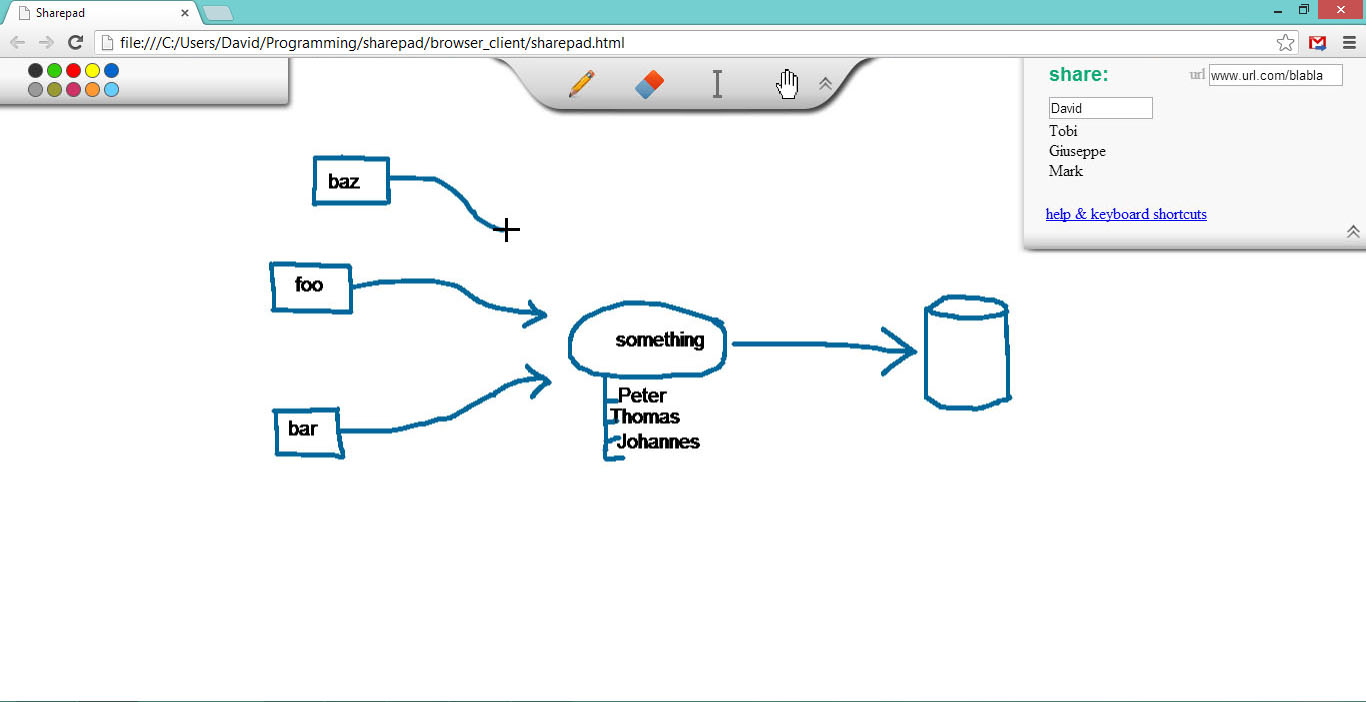 Sharepad
file:///C:/Users/David/Programming/sharepad/browser_client/sharepad.html
share:
url www.url.com/blabla
David
Tobi
Giuseppe
Mark
help & keyboard shortcuts
baz
foo
something
Peter
Thomas
Johannes
bar